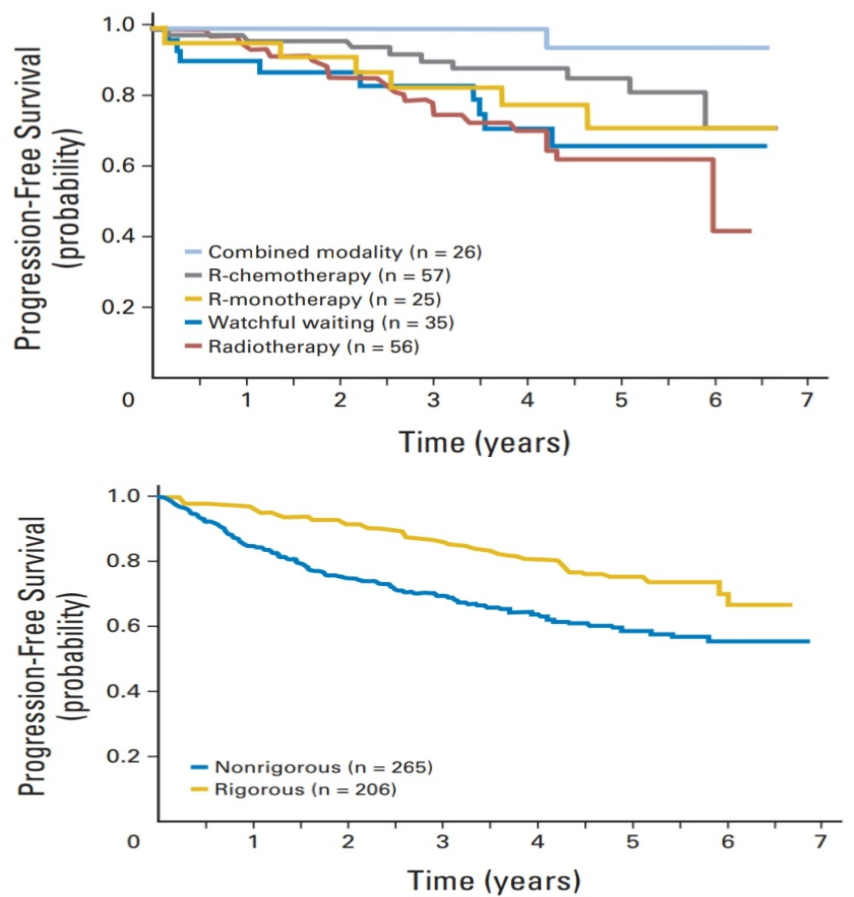 Progression-Free Survival
(probability)
1.0
0.8
0.6
0.4
0.2
Combined modality (n = 26)
R-chemotherapy (n = 57)
R-monotherapy (n = 25)
Watchful waiting (n = 35)
Radiotherapy (n = 56)
0 1 2 3 4 5 6 7
Time (years)
Progression-Free Survival
(probability)
1.0
0.8
0.6
0.4
0.2
Nonrigorous (n = 265)
Rigorous (n = 206)
0 1 2 3 4 5 6 7
Time (years)